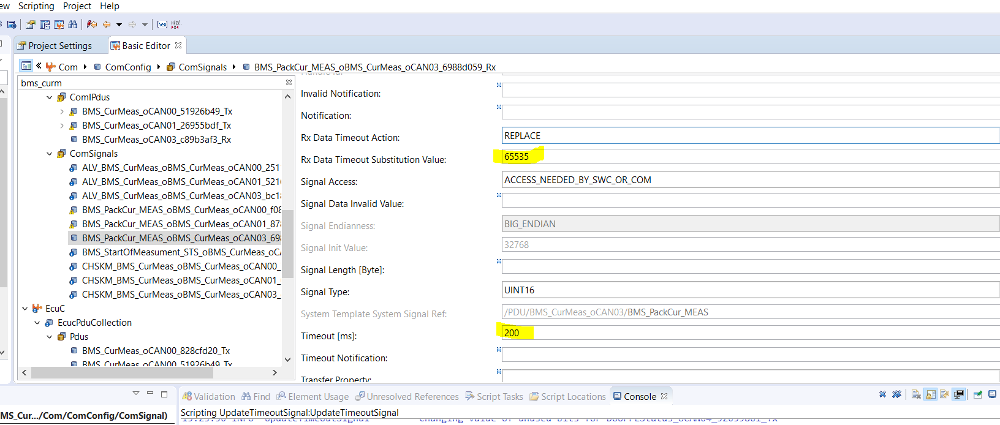 ew Scripting Project Help
[hex]
Project Settings Basic Editor
Com ComConfig ComSignals BMS_PackCur_MEAS_oBMS_CurMeas_oCAN03_6988d059_Rx
bms_curm
ComIPdus
BMS_CurMeas_oCAN00_51926b49_Tx
BMS_CurMeas_oCAN01_26955bdf_Tx
BMS_CurMeas_oCAN03_c89b3af3_Rx
ComSignals
ALV_BMS_CurMeas_oBMS_CurMeas_oCAN00_251
ALV_BMS_CurMeas_oBMS_CurMeas_oCAN01_521
ALV_BMS_CurMeas_oBMS_CurMeas_oCAN03_bc1
BMS_PackCur_MEAS_oBMS_CurMeas_oCAN00_f08
BMS_PackCur_MEAS_oBMS_CurMeas_oCAN01_878
BMS_PackCur_MEAS_oBMS_CurMeas_oCAN03_698
BMS_StartOfMeasument_STS_oBMS_CurMeas_oCA
CHSKM_BMS_CurMeas_oBMS_CurMeas_oCAN00_
CHSKM_BMS_CurMeas_oBMS_CurMeas_oCAN01_
CHSKM_BMS_CurMeas_oBMS_CurMeas_oCAN03_
EcuC
EcucPduCollection
Pdus
BMS_CurMeas_oCAN00_828cfd20_Tx
BMS_CurMeas_oCAN00_51926b49_Tx
Invalid Notification:
Notification:
Rx Data Timeout Action: REPLACE
Rx Data Timeout Substitution Value: 65535
Signal Access: ACCESS_NEEDED_BY_SWC_OR_COM
Signal Data Invalid Value:
Signal Endianness: BIG_ENDIAN
Signal Init Value: 32768
Signal Length [Byte]:
Signal Type: UINT16
System Template System Signal Ref: /PDU/BMS_CurMeas_oCAN03/BMS_PackCur_MEAS
Timeout [ms]: 200
Timeout Notification:
Transfer Property:
Validation Find Element Usage Unresolved References Script Tasks Script Locations Console
MS_Cur.../Com/ComConfig/ComSignal)
Scripting UpdateTimeoutSignal:UpdateTimeoutSignal